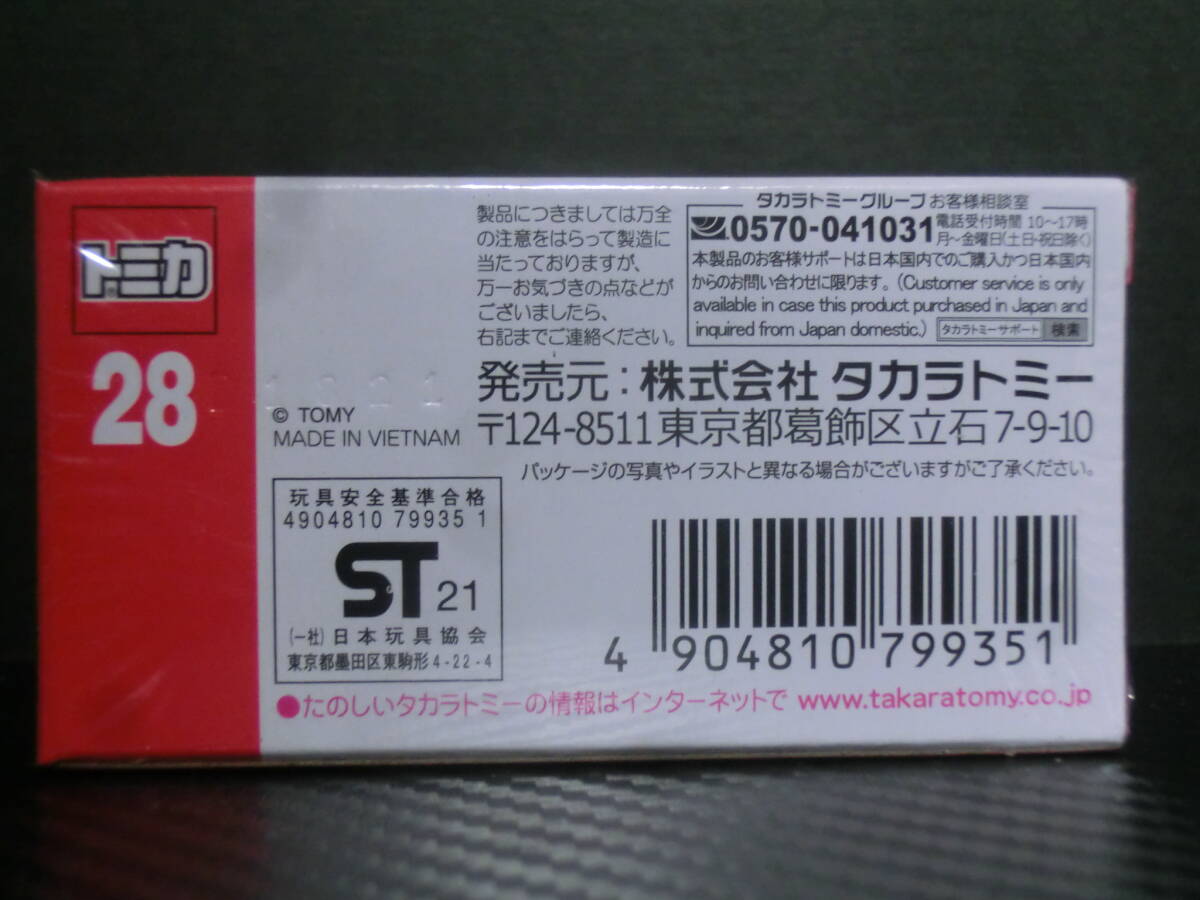 トミカ
28
製品につきましては万全
の注意をはらって製造に
当たっておりますが、
万一お気づきの点などが
ございましたら、
右記までご連絡ください。
タカラトミーグループお客様相談室
0570-041031
電話受付時間 10～17時
月～金曜日(土日・祝日除く)
本製品のお客様サポートは日本国内でのご購入かつ日本国内
からのお問い合わせに限ります。(Customer service is only
available in case this product purchased in Japan and
inquired from Japan domestic.) タカラトミーサポート 検索
© TOMY
MADE IN VIETNAM
発売元：株式会社 タカラトミー
〒124-8511 東京都葛飾区立石7-9-10
パッケージの写真やイラストと異なる場合がございますがご了承ください。
玩具安全基準合格
4904810 79935 1
ST 21
(一社)日本玩具協会
東京都墨田区東駒形4-22-4
4 904810 799351
●たのしいタカラトミーの情報はインターネットで www.takaratomy.co.jp